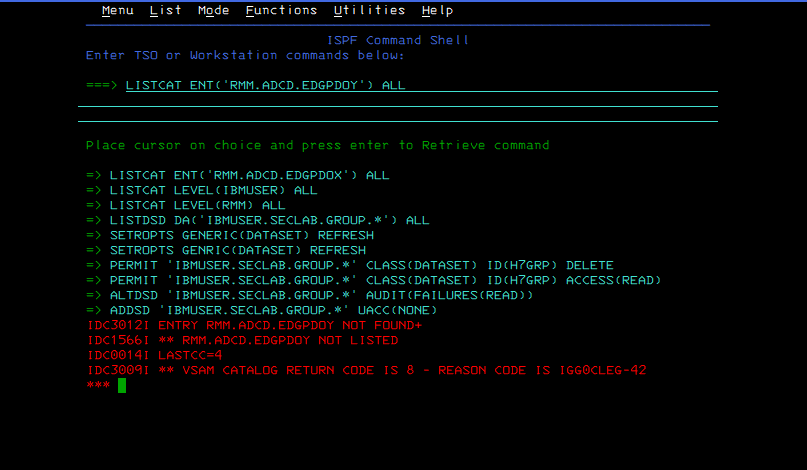 Menu List Mode Functions Utilities Help
ISPF Command Shell
Enter TSO or Workstation commands below:
===> LISTCAT ENT('RMM.ADCD.EDGPDOY') ALL
Place cursor on choice and press enter to Retrieve command
=> LISTCAT ENT('RMM.ADCD.EDGPDOX') ALL
=> LISTCAT LEVEL(IBMUSER) ALL
=> LISTCAT LEVEL(RMM) ALL
=> LISTDSD DA('IBMUSER.SECLAB.GROUP.*') ALL
=> SETROPTS GENERIC(DATASET) REFRESH
=> SETROPTS GENRIC(DATASET) REFRESH
=> PERMIT 'IBMUSER.SECLAB.GROUP.*' CLASS(DATASET) ID(H7GRP) DELETE
=> PERMIT 'IBMUSER.SECLAB.GROUP.*' CLASS(DATASET) ID(H7GRP) ACCESS(READ)
=> ALTDSD 'IBMUSER.SECLAB.GROUP.*' AUDIT(FAILURES(READ))
=> ADDSD 'IBMUSER.SECLAB.GROUP.*' UACC(NONE)
IDC3012I ENTRY RMM.ADCD.EDGPDOY NOT FOUND+
IDC1566I ** RMM.ADCD.EDGPDOY NOT LISTED
IDC0014I LASTCC=4
IDC3009I ** VSAM CATALOG RETURN CODE IS 8 - REASON CODE IS IGG0CLEG-42
***